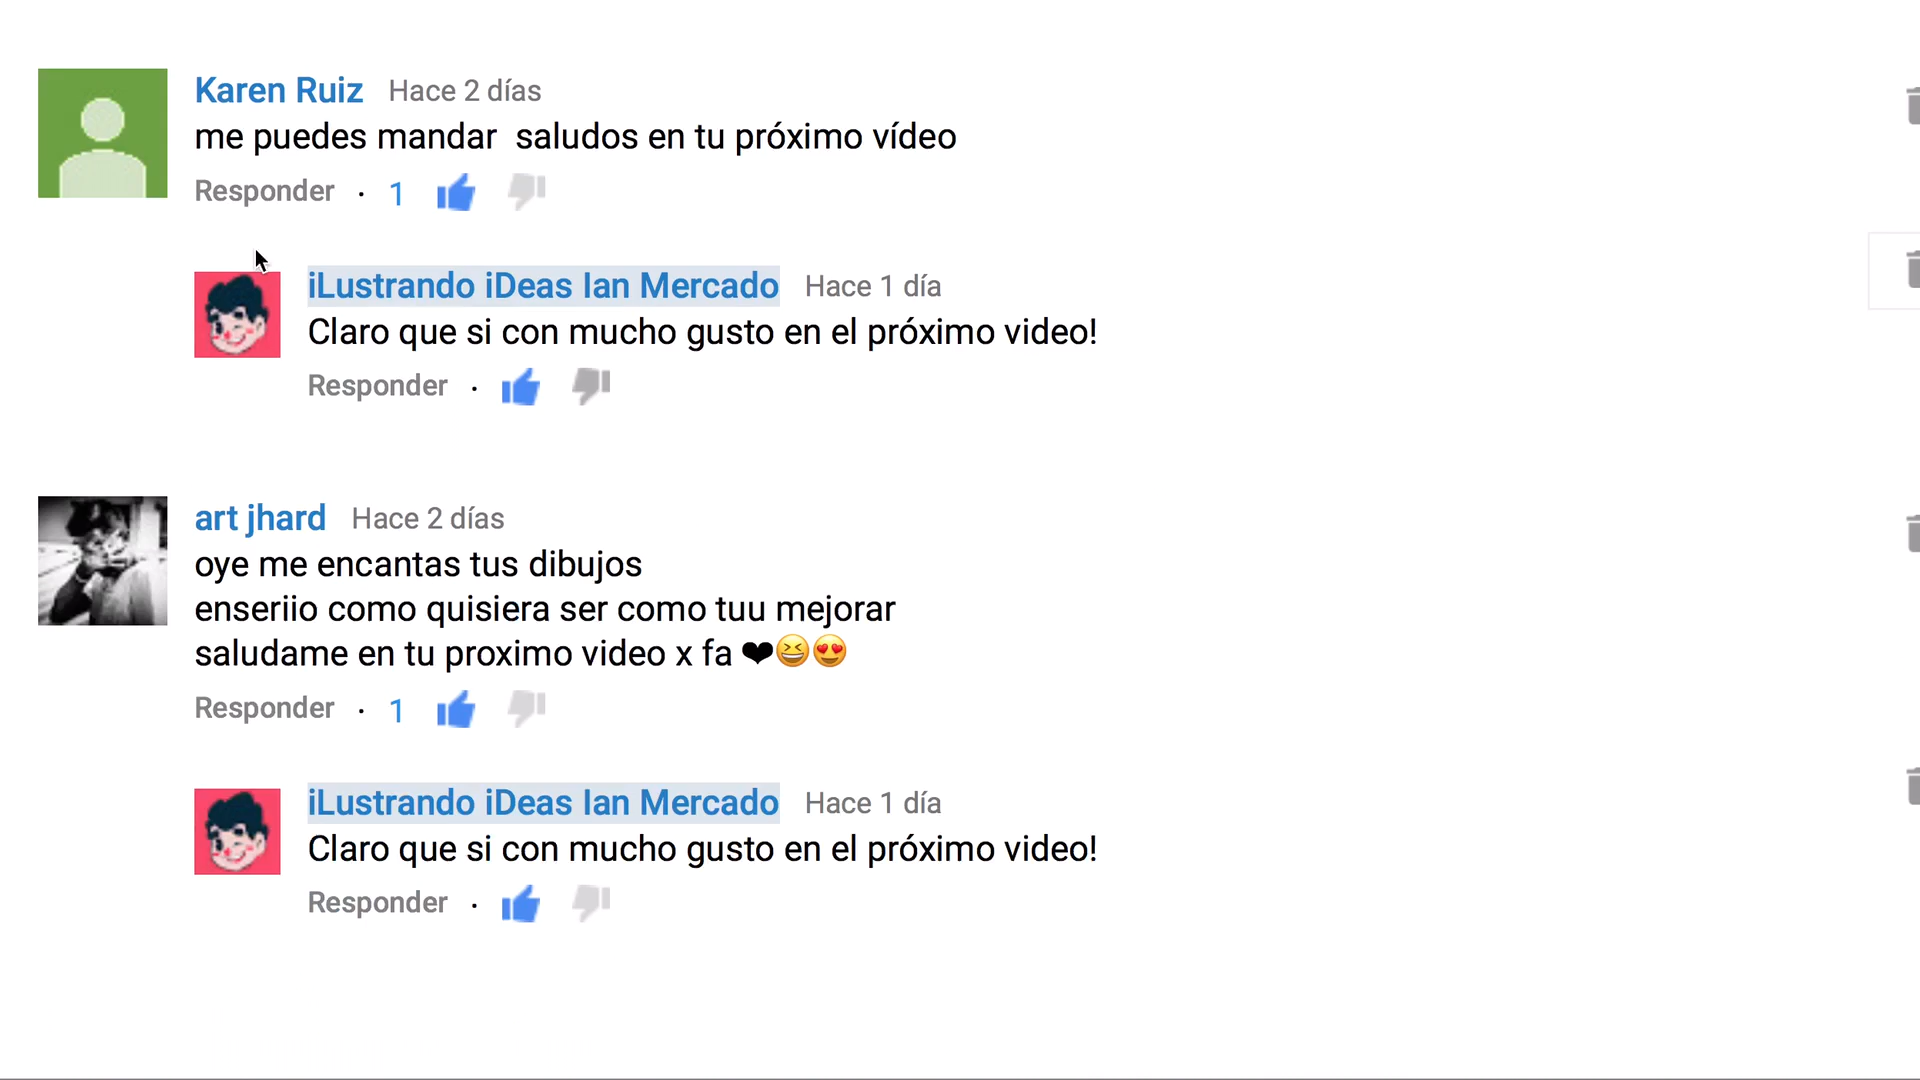 Karen Ruiz Hace 2 días
me puedes mandar  saludos en tu próximo vídeo
Responder · 1
iLustrando iDeas Ian Mercado Hace 1 día
Claro que si con mucho gusto en el próximo video!
Responder ·
art jhard Hace 2 días
oye me encantas tus dibujos
enseriio como quisiera ser como tuu mejorar
saludame en tu proximo video x fa ❤😆😍
Responder · 1
iLustrando iDeas Ian Mercado Hace 1 día
Claro que si con mucho gusto en el próximo video!
Responder ·